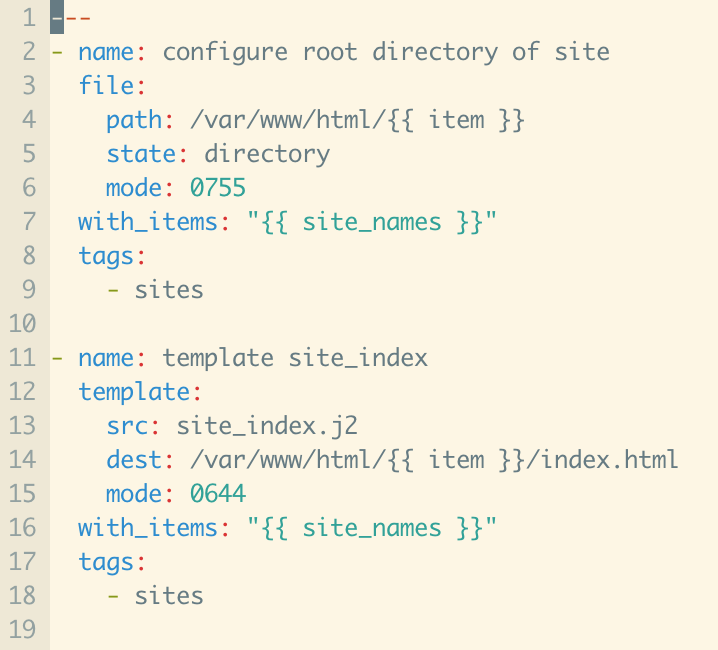 1 ---
2 - name: configure root directory of site
3   file:
4     path: /var/www/html/{{ item }}
5     state: directory
6     mode: 0755
7   with_items: "{{ site_names }}"
8   tags:
9     - sites
10
11 - name: template site_index
12   template:
13     src: site_index.j2
14     dest: /var/www/html/{{ item }}/index.html
15     mode: 0644
16   with_items: "{{ site_names }}"
17   tags:
18     - sites
19